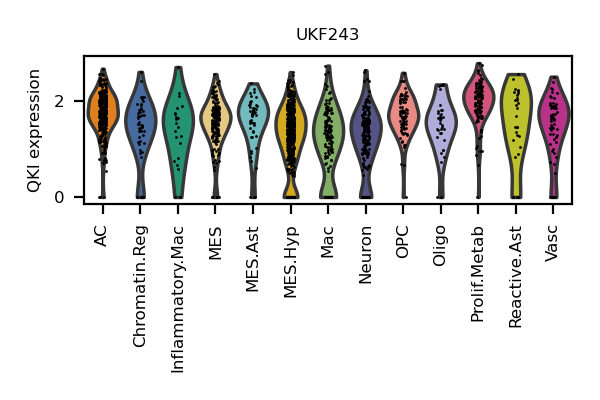 UKF243
QKI expression
2
0
AC
Chromatin.Reg
Inflammatory.Mac
MES
MES.Ast
MES.Hyp
Mac
Neuron
OPC
Oligo
Prolif.Metab
Reactive.Ast
Vasc